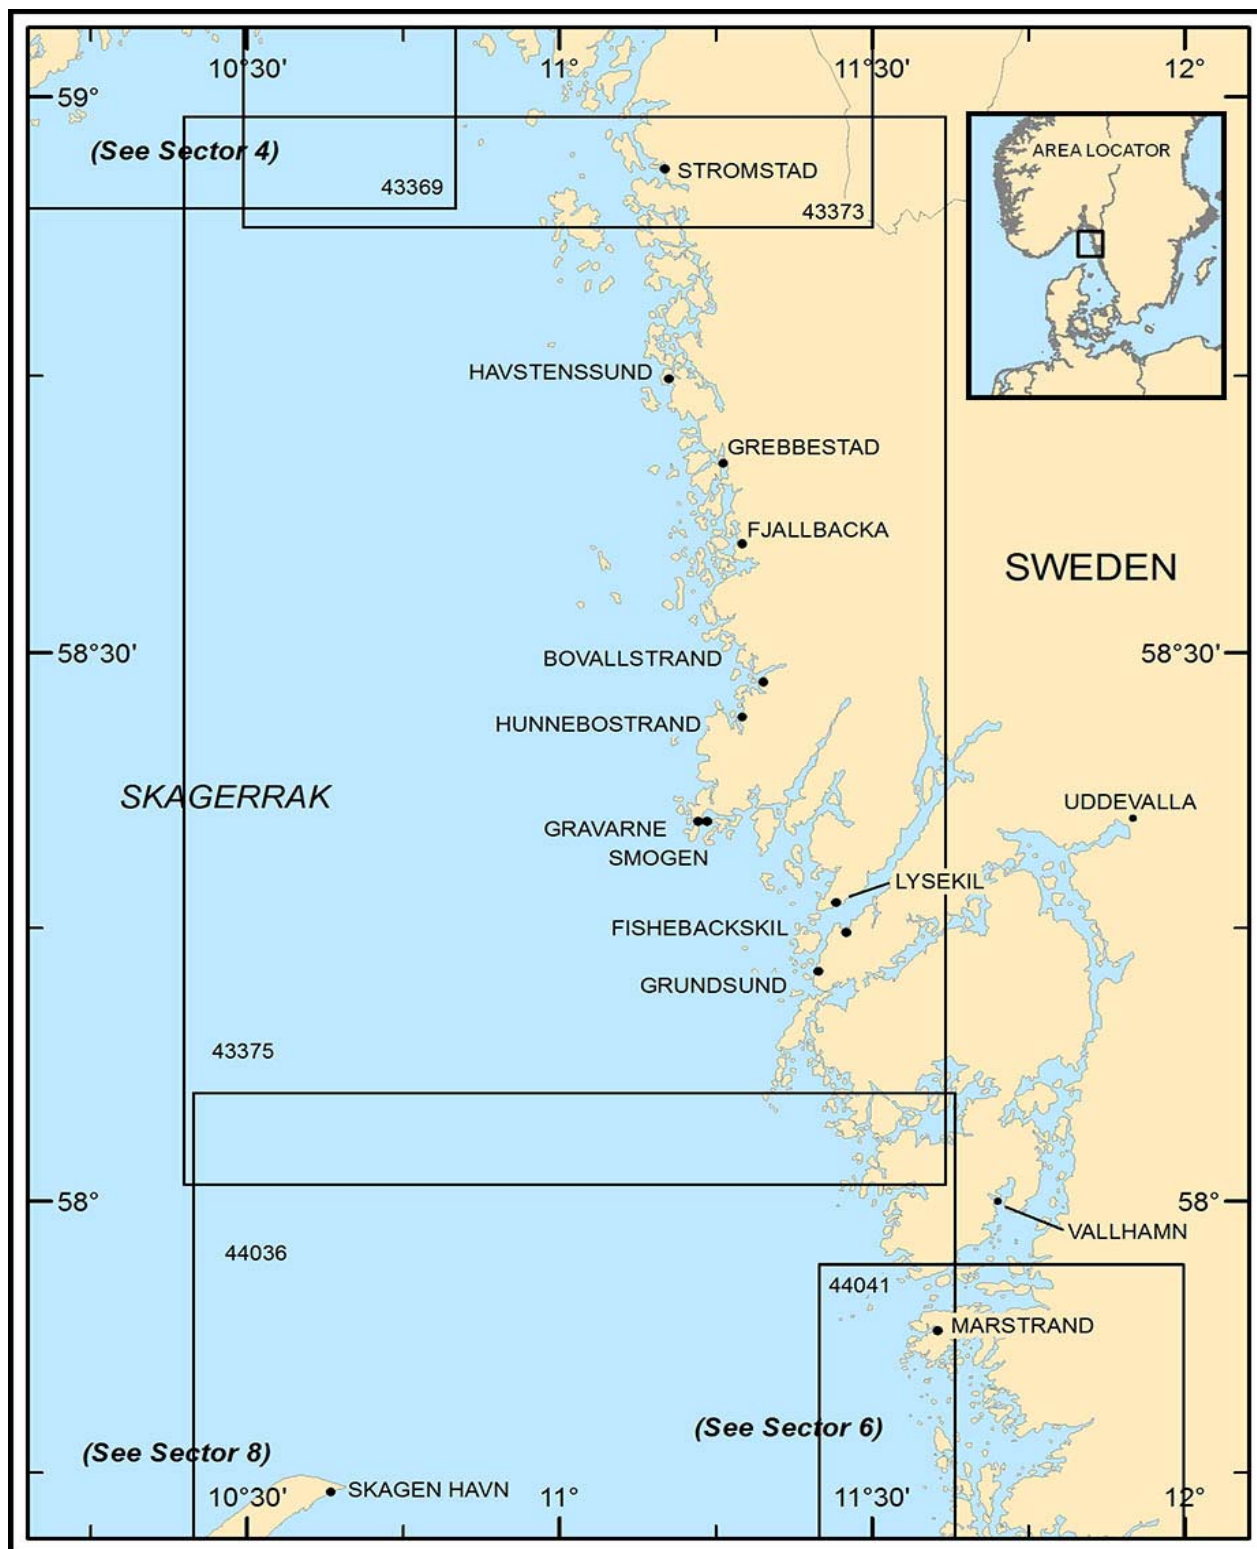 10°30'
11°
11°30'
12°
59°
(See Sector 4)
43369
STROMSTAD
43373
AREA LOCATOR
HAVSTENSSUND
GREBBESTAD
FJALLBACKA
SWEDEN
58°30'
58°30'
BOVALLSTRAND
HUNNEBOSTRAND
SKAGERRAK
UDDEVALLA
GRAVARNE
SMOGEN
LYSEKIL
FISHEBACKSKIL
GRUNDSUND
43375
58°
58°
VALLHAMN
44036
44041
MARSTRAND
(See Sector 6)
(See Sector 8)
SKAGEN HAVN
10°30'
11°
11°30'
12°